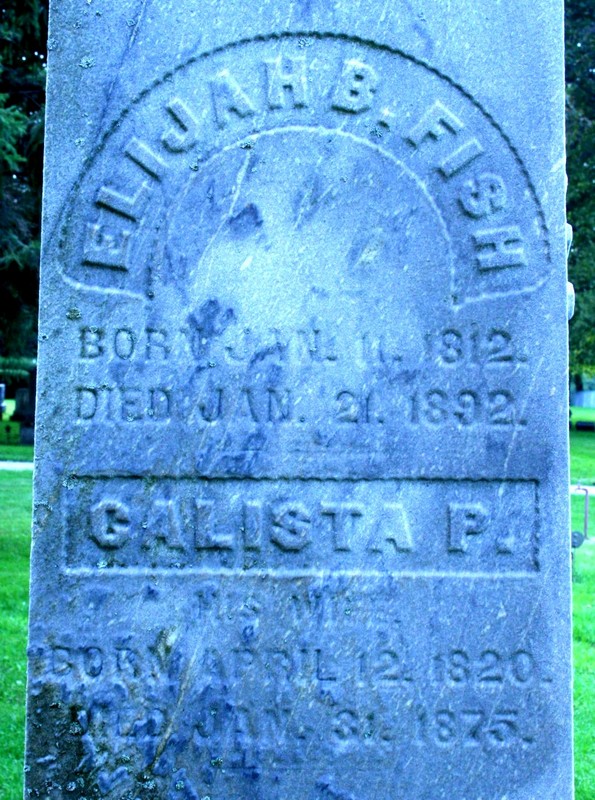 ELIJAH B. FISH
BORN JAN. 11. 1812.
DIED JAN. 21. 1892.
CALISTA P.
HIS WIFE.
BORN APRIL 12. 1820.
DIED JAN. 31. 1875.